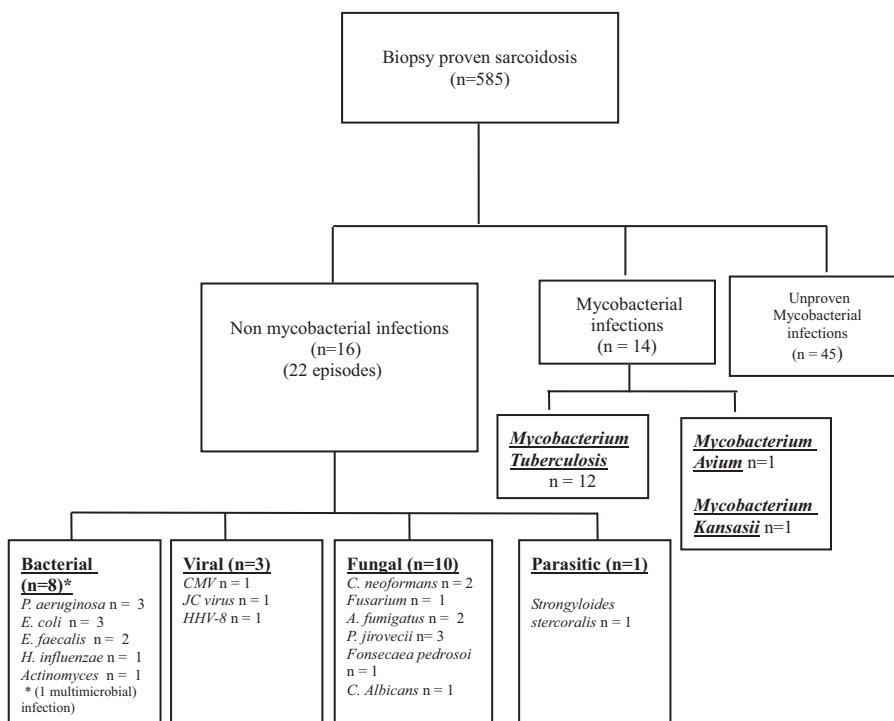 Biopsy proven sarcoidosis
(n=585)
Non mycobacterial infections
(n=16)
(22 episodes)
Mycobacterial
infections
(n = 14)
Unproven
Mycobacterial
infections
(n = 45)
Mycobacterium
Tuberculosis
n = 12
Mycobacterium
Avium n=1
Mycobacterium
Kansasii n=1
Bacterial
(n=8)*
P. aeruginosa n = 3
E. coli n = 3
E. faecalis n = 2
H. influenzae n = 1
Actinomyces n = 1
* (1 multimicrobial)
infection)
Viral (n=3)
CMV n = 1
JC virus n = 1
HHV-8 n = 1
Fungal (n=10)
C. neoformans n = 2
Fusarium n = 1
A. fumigatus n = 2
P. jirovecii n= 3
Fonsecaea pedrosoi
n = 1
C. Albicans n = 1
Parasitic (n=1)
Strongyloides
stercoralis n = 1